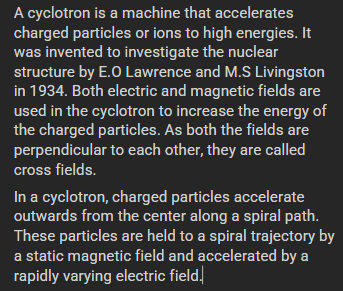 A cyclotron is a machine that accelerates
charged particles or ions to high energies. It
was invented to investigate the nuclear
structure by E.O Lawrence and M.S Livingston
in 1934. Both electric and magnetic fields are
used in the cyclotron to increase the energy of
the charged particles. As both the fields are
perpendicular to each other, they are called
cross fields.
In a cyclotron, charged particles accelerate
outwards from the center along a spiral path.
These particles are held to a spiral trajectory by
a static magnetic field and accelerated by a
rapidly varying electric field.